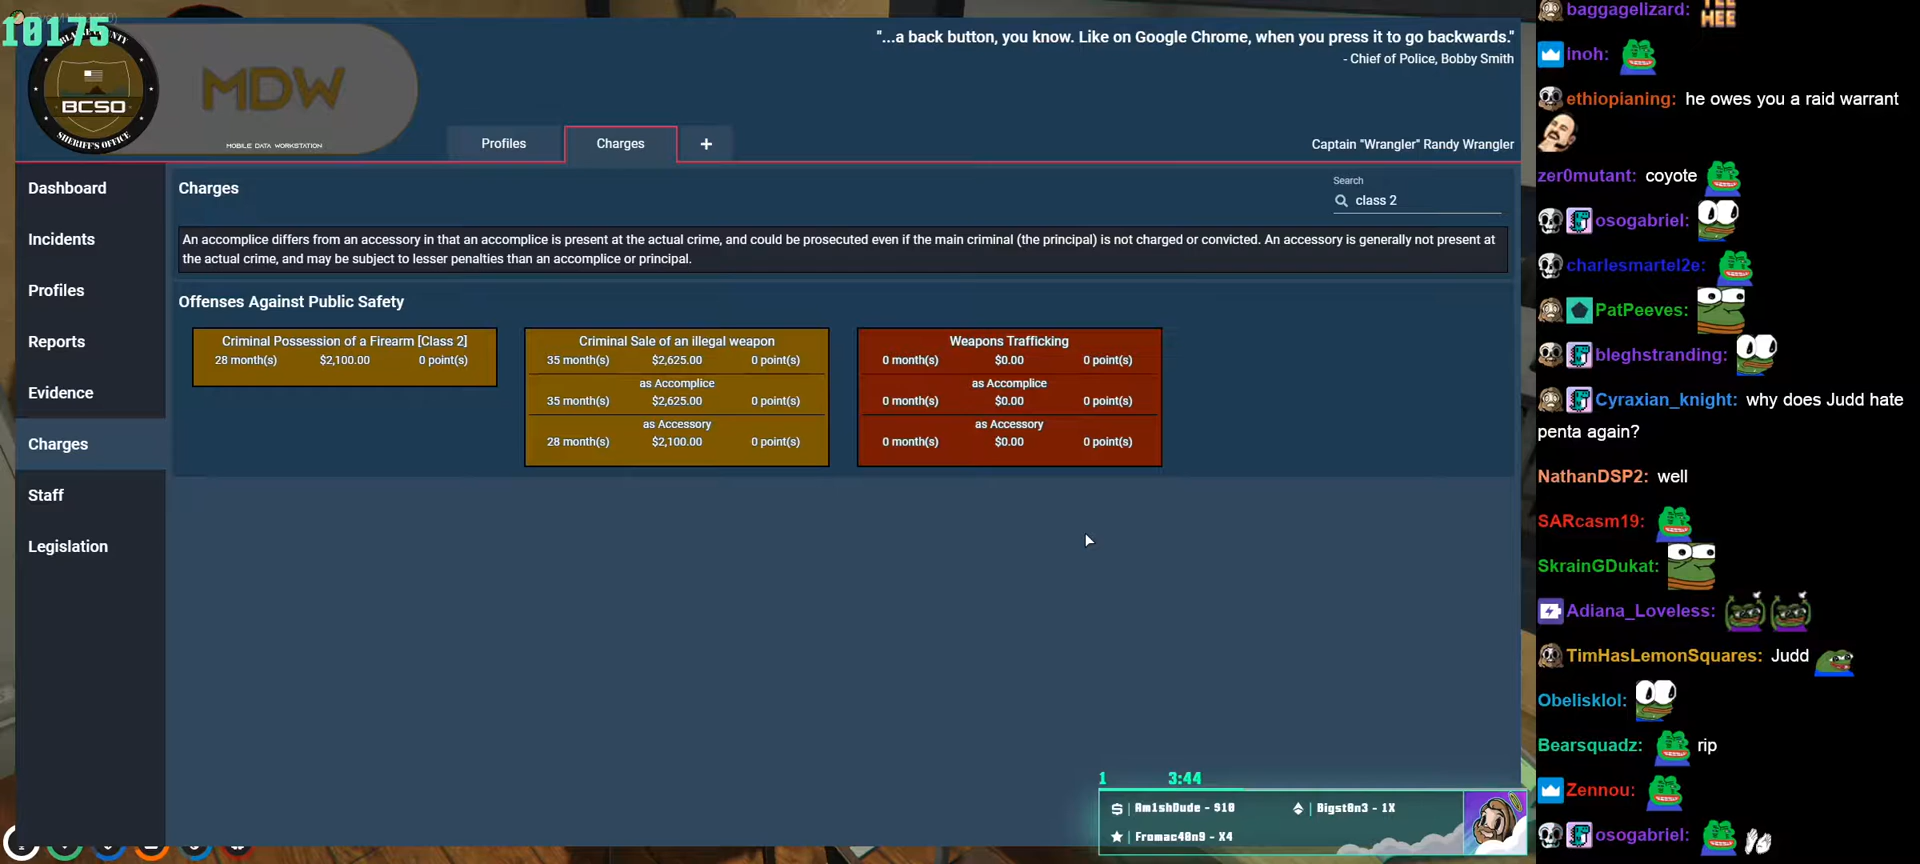 10175
BCSO
SHERIFF'S OFFICE
MDW
MOBILE DATA WORKSTATION
"...a back button, you know. Like on Google Chrome, when you press it to go backwards."
- Chief of Police, Bobby Smith
Profiles
Charges
+
Captain "Wrangler" Randy Wrangler
Dashboard
Incidents
Profiles
Reports
Evidence
Charges
Staff
Legislation
Charges
Search
class 2
An accomplice differs from an accessory in that an accomplice is present at the actual crime, and could be prosecuted even if the main criminal (the principal) is not charged or convicted. An accessory is generally not present at
the actual crime, and may be subject to lesser penalties than an accomplice or principal.
Offenses Against Public Safety
Criminal Possession of a Firearm [Class 2]
28 month(s) $2,100.00 0 point(s)
Criminal Sale of an illegal weapon
35 month(s) $2,625.00 0 point(s)
as Accomplice
35 month(s) $2,625.00 0 point(s)
as Accessory
28 month(s) $2,100.00 0 point(s)
Weapons Trafficking
0 month(s) $0.00 0 point(s)
as Accomplice
0 month(s) $0.00 0 point(s)
as Accessory
0 month(s) $0.00 0 point(s)
1 3:44
Am1shDude - $10
Bigst0n3 - 1X
Fromac40n9 - X4
baggagelizard: TEE
HEE
inoh:
ethiopianing: he owes you a raid warrant
zer0mutant: coyote
osogabriel:
charlesmartel2e:
PatPeeves:
bleghstranding:
Cyraxian_knight: why does Judd hate
penta again?
NathanDSP2: well
SARcasm19:
SkrainGDukat:
Adiana_Loveless:
TimHasLemonSquares: Judd
Obelisklol:
Bearsquadz: rip
Zennou:
osogabriel: